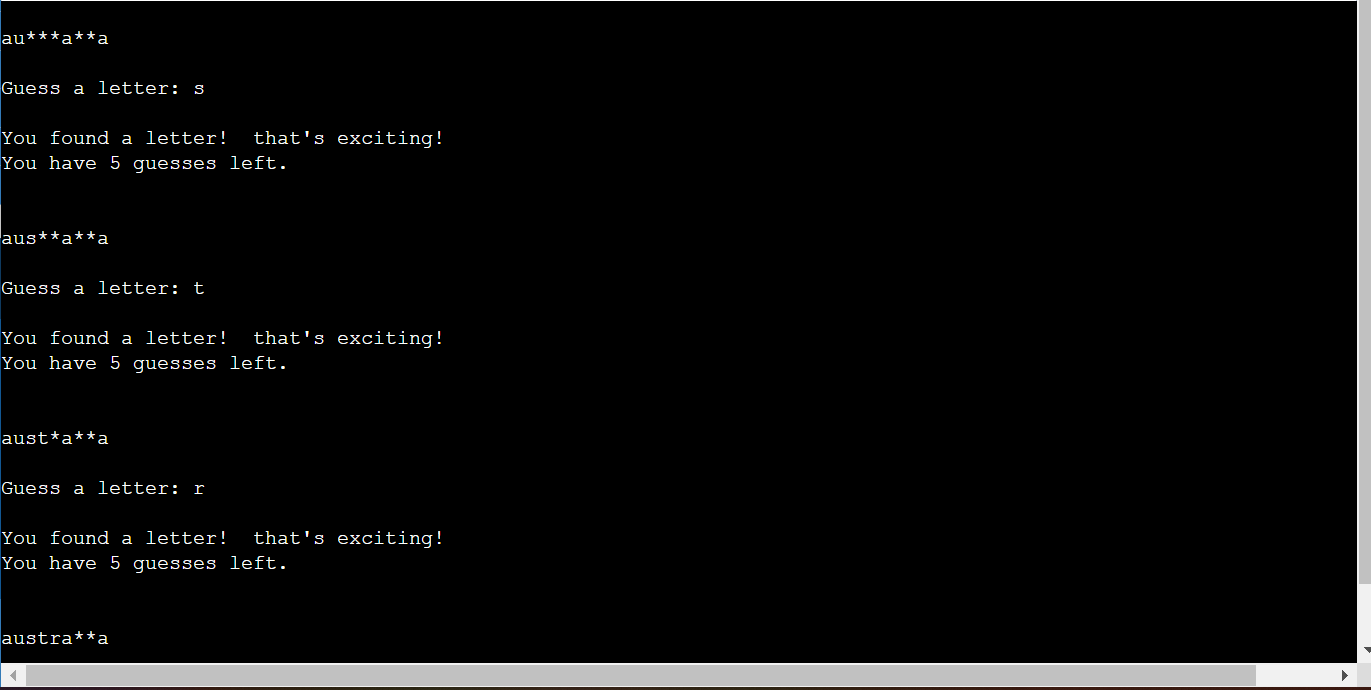 au***a**a
Guess a letter: s
You found a letter!  that's exciting!
You have 5 guesses left.
aus**a**a
Guess a letter: t
You found a letter!  that's exciting!
You have 5 guesses left.
aust*a**a
Guess a letter: r
You found a letter!  that's exciting!
You have 5 guesses left.
austra**a